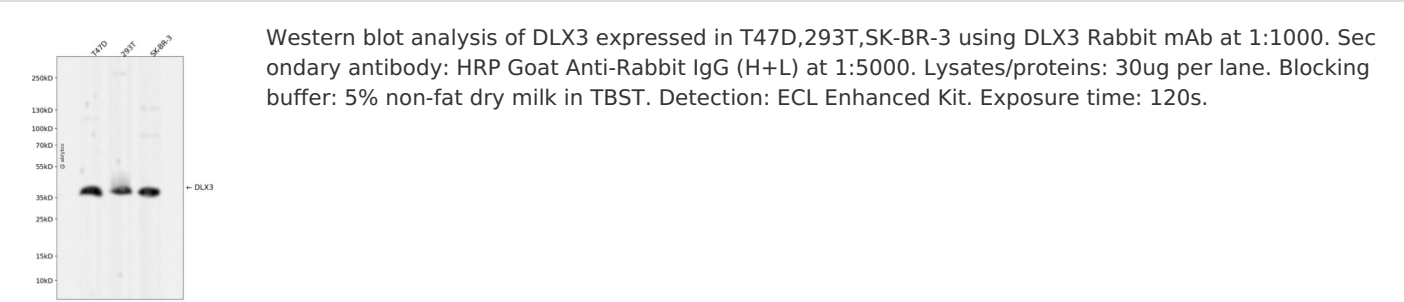 T47D 293T SK-BR-3
250kD
130kD
100kD
70kD
55kD
35kD
25kD
15kD
10kD
@ ablybio
← DLX3
Western blot analysis of DLX3 expressed in T47D,293T,SK-BR-3 using DLX3 Rabbit mAb at 1:1000. Sec
ondary antibody: HRP Goat Anti-Rabbit IgG (H+L) at 1:5000. Lysates/proteins: 30ug per lane. Blocking
buffer: 5% non-fat dry milk in TBST. Detection: ECL Enhanced Kit. Exposure time: 120s.